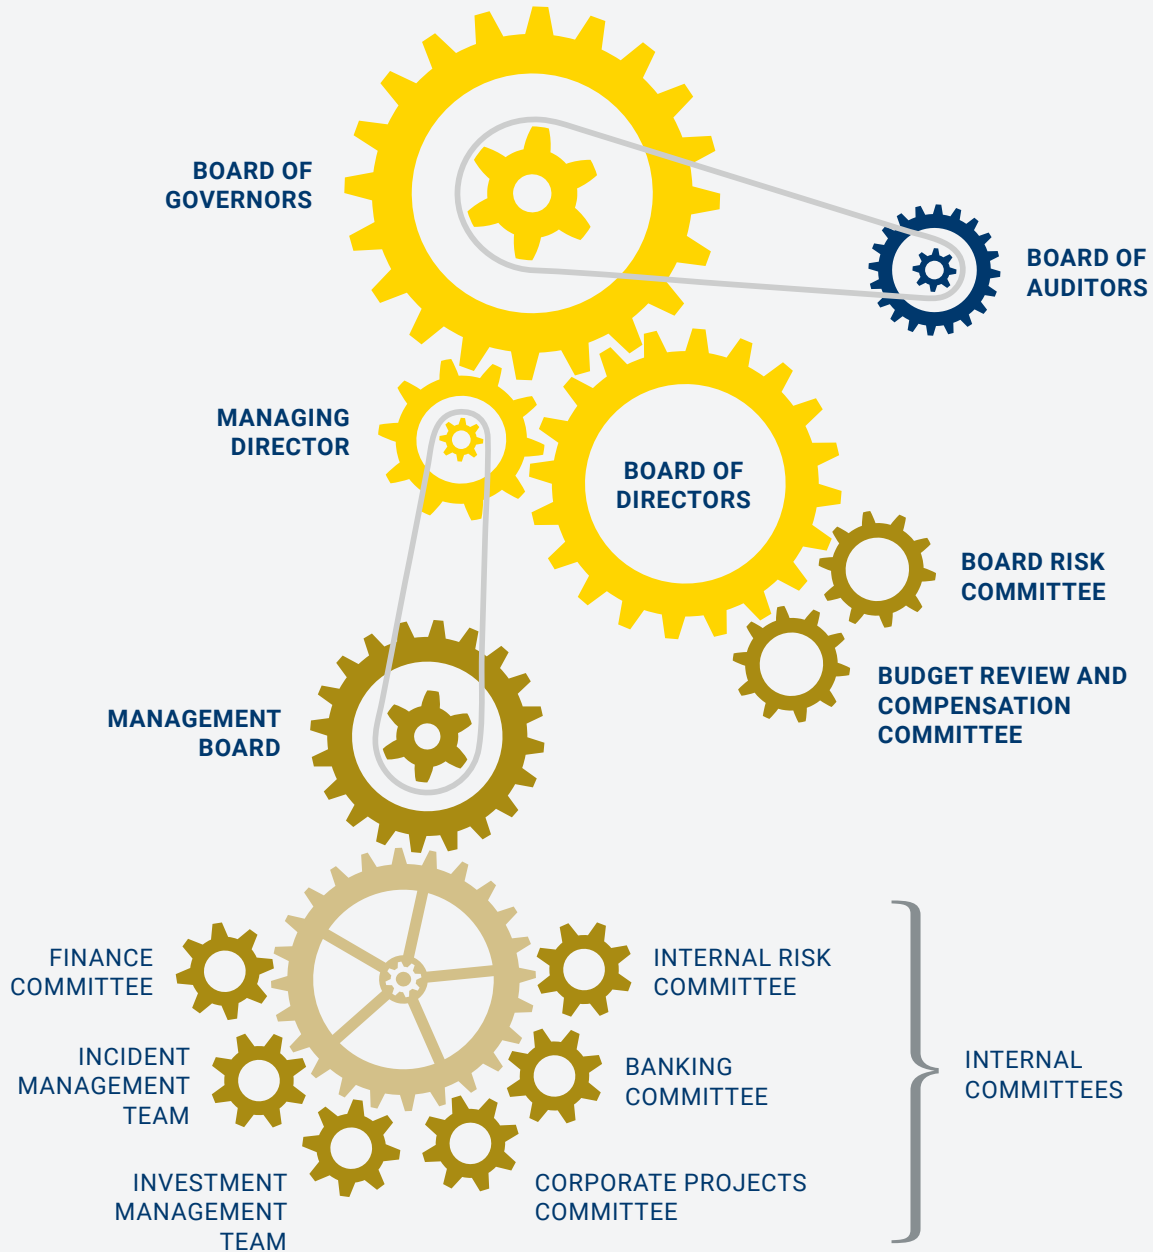 BOARD OF
GOVERNORS
BOARD OF
AUDITORS
MANAGING
DIRECTOR
BOARD OF
DIRECTORS
BOARD RISK
COMMITTEE
BUDGET REVIEW AND
COMPENSATION
COMMITTEE
MANAGEMENT
BOARD
FINANCE
COMMITTEE
INTERNAL RISK
COMMITTEE
INCIDENT
MANAGEMENT
TEAM
BANKING
COMMITTEE
INTERNAL
COMMITTEES
INVESTMENT
MANAGEMENT
TEAM
CORPORATE PROJECTS
COMMITTEE